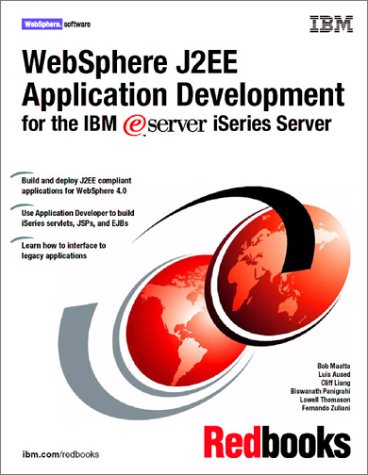 WebSphere. software
IBM
WebSphere J2EE
Application Development
for the IBM e server iSeries Server
Build and deploy J2EE compliant
applications for WebSphere 4.0
Use Application Developer to build
iSeries servlets, JSPs, and EJBs
Learn how to interface to
legacy applications
Bob Maatta
Luis Aused
Cliff Liang
Biswanath Panigrahi
Lowell Thomason
Fernando Zuliani
ibm.com/redbooks
Redbooks